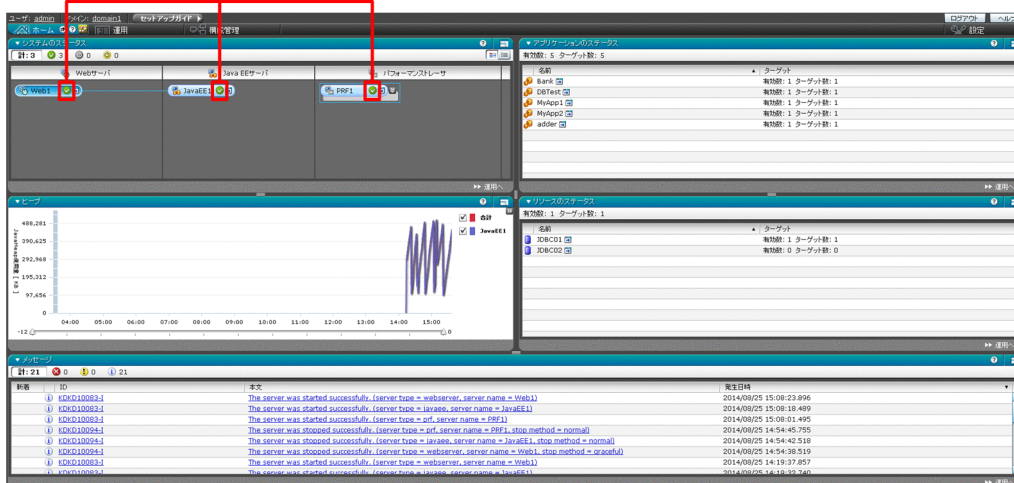 ユーザ: admin ドメイン: domain1 セットアップガイド ログアウト ヘルプ
ホーム 運用 構成管理 設定
システムのステータス
計: 3 3 0 0
Webサーバ Java EEサーバ パフォーマンストレーサ
Web1 JavaEE1 PRF1
運用へ
アプリケーションのステータス
有効数: 5 ターゲット数: 5
名前 ターゲット
Bank 有効数: 1 ターゲット数: 1
DBTest 有効数: 1 ターゲット数: 1
MyApp1 有効数: 1 ターゲット数: 1
MyApp2 有効数: 1 ターゲット数: 1
adder 有効数: 1 ターゲット数: 1
運用へ
ヒープ
488,281
390,625
292,968
195,312
97,656
0
04:00 05:00 06:00 07:00 08:00 09:00 10:00 11:00 12:00 13:00 14:00 15:00
-12 0
合計
JavaEE1
リソースのステータス
有効数: 1 ターゲット数: 1
名前 ターゲット
JDBC01 有効数: 1 ターゲット数: 1
JDBC02 有効数: 0 ターゲット数: 0
運用へ
メッセージ
計: 21 0 0 21
新着 ID 本文 発生日時
KDKD10083-I The server was started successfully. (server type = webserver, server name = Web1) 2014/08/25 15:08:23.896
KDKD10083-I The server was started successfully. (server type = javaee, server name = JavaEE1) 2014/08/25 15:08:18.489
KDKD10083-I The server was started successfully. (server type = prf, server name = PRF1) 2014/08/25 15:08:01.495
KDKD10094-I The server was stopped successfully. (server type = prf, server name = PRF1, stop method = normal) 2014/08/25 14:54:45.755
KDKD10094-I The server was stopped successfully. (server type = javaee, server name = JavaEE1, stop method = normal) 2014/08/25 14:54:42.518
KDKD10094-I The server was stopped successfully. (server type = webserver, server name = Web1, stop method = graceful) 2014/08/25 14:54:38.519
KDKD10083-I The server was started successfully. (server type = webserver, server name = Web1) 2014/08/25 14:19:37.857
KDKD10083-I The server was started successfully. (server type = javaee, server name = JavaEE1) 2014/08/25 14:19:32.740
運用へ